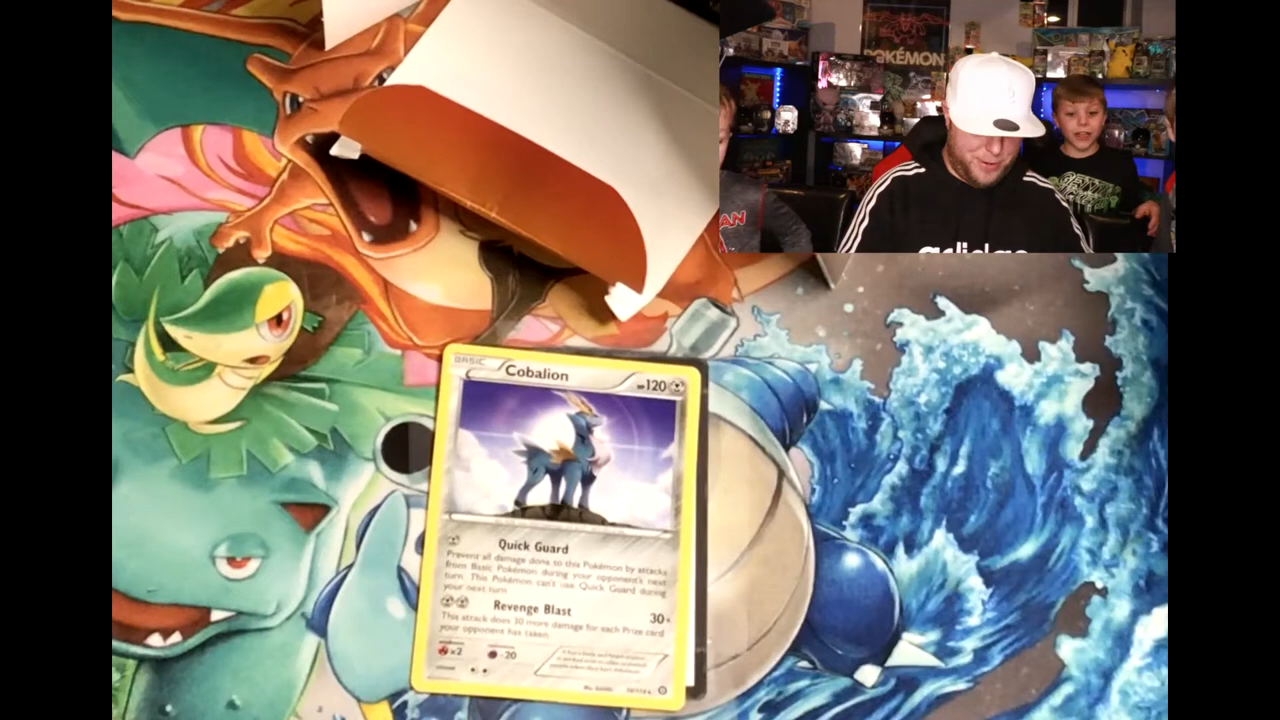 POKÉMON
adidas
BASIC
Cobalion
HP120
Quick Guard
Prevent all damage done to this Pokémon by attacks
from Basic Pokémon during your opponent's next
turn. This Pokémon can't use Quick Guard during
your next turn.
Revenge Blast
30+
This attack does 30 more damage for each Prize card
your opponent has taken.
×2
-20